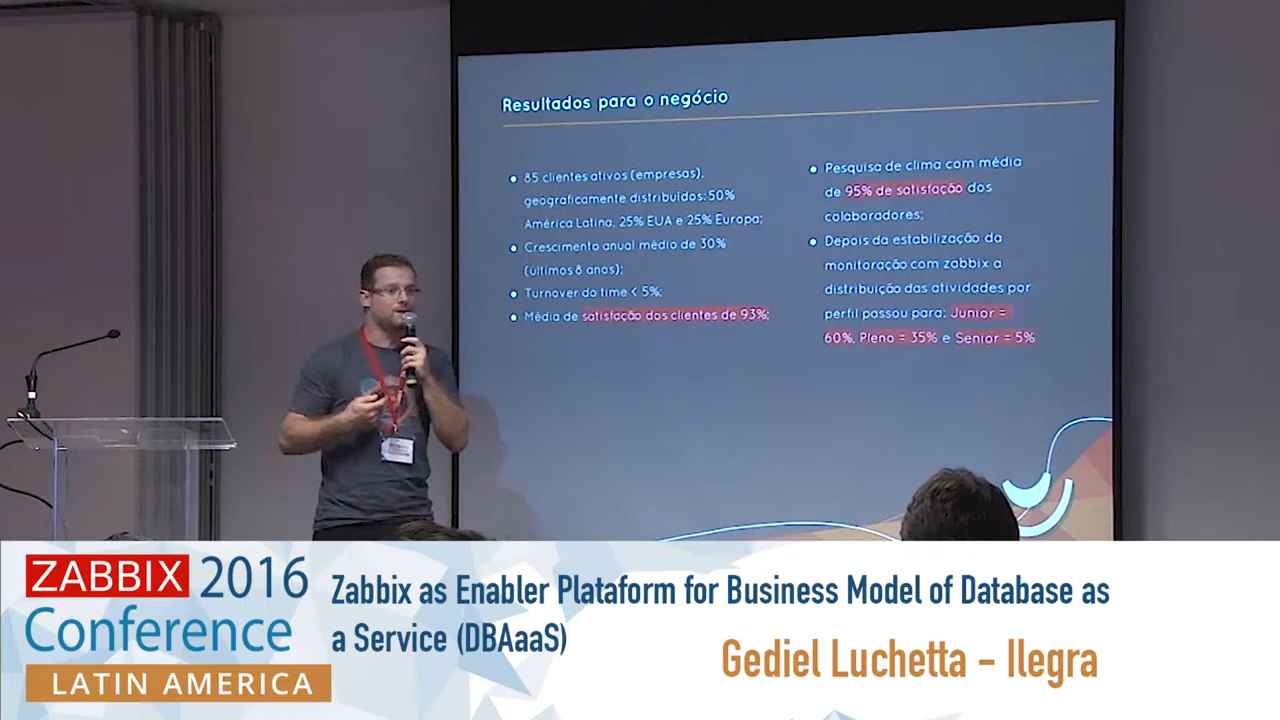 Resultados para o negócio
85 clientes ativos (empresas),
geograficamente distribuídos: 50%
América Latina, 25% EUA e 25% Europa;
Crescimento anual médio de 30%
(últimos 8 anos);
Turnover do time < 5%;
Média de satisfação dos clientes de 93%;
Pesquisa de clima com média
de 95% de satisfação dos
colaboradores;
Depois da estabilização da
monitoração com zabbix a
distribuição das atividades por
perfil passou para: Junior =
60%, Pleno = 35% e Senior = 5%
ZABBIX 2016
Conference
LATIN AMERICA
Zabbix as Enabler Plataform for Business Model of Database as
a Service (DBAaaS)
Gediel Luchetta - Ilegra